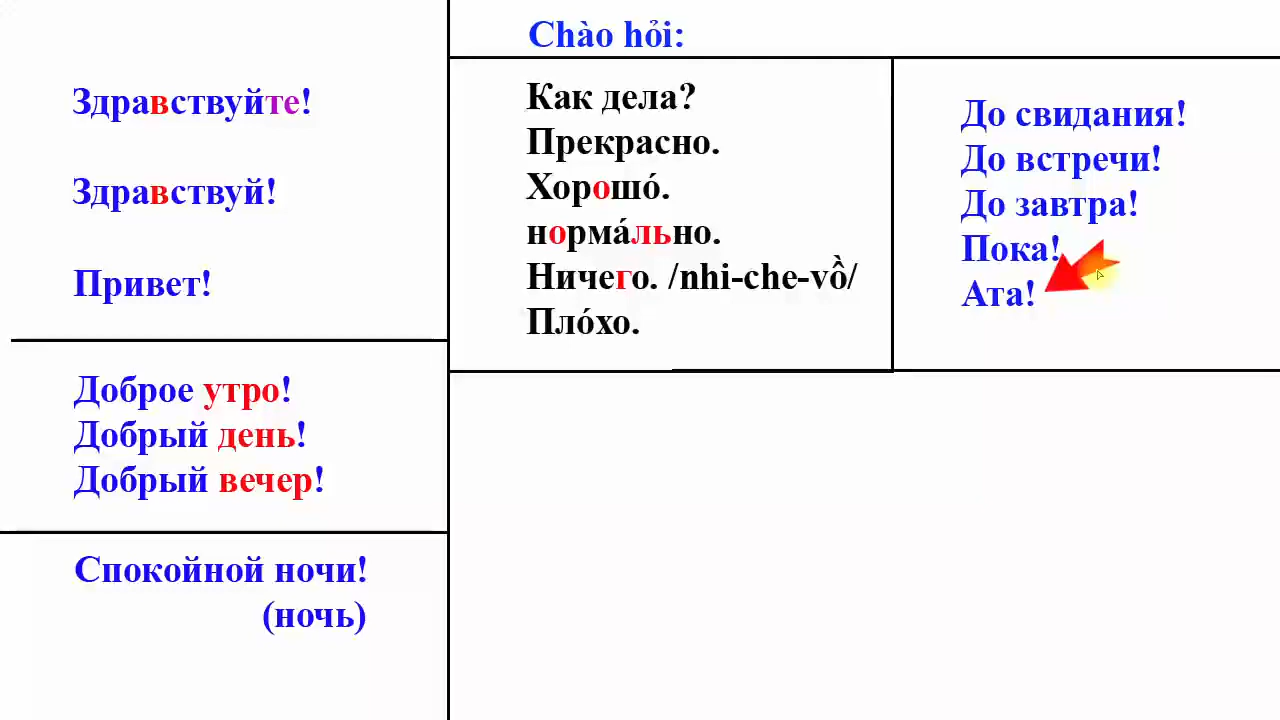 Здравствуйте!
Здравствуй!
Привет!
Доброе утро!
Добрый день!
Добрый вечер!
Спокойной ночи!
(ночь)
Chào hỏi:
Как дела?
Прекрасно.
Хорошó.
нормáльно.
Ничего. /nhi-che-vồ/
Плóхо.
До свидания!
До встречи!
До завтра!
Пока!
Ата!